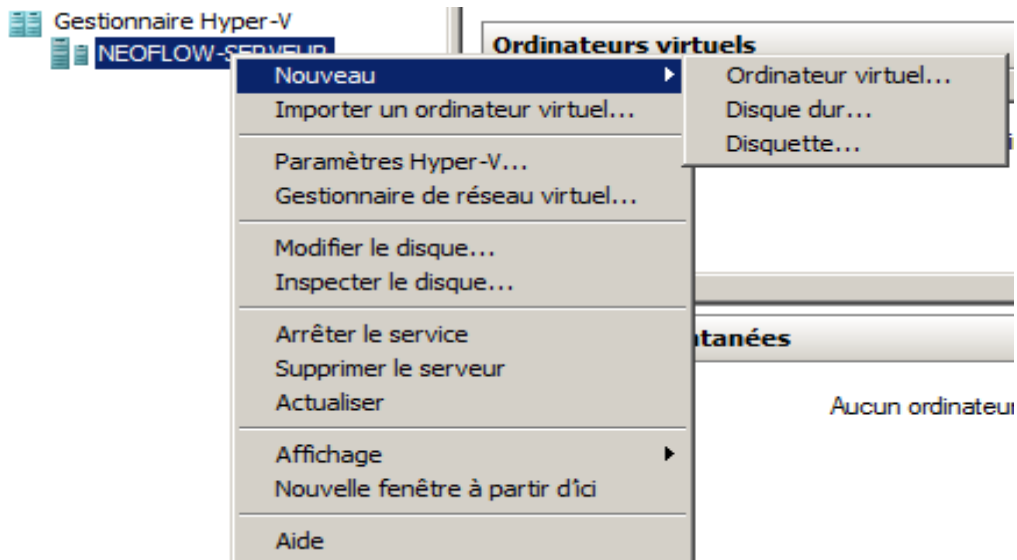 Gestionnaire Hyper-V
NEOFLOW-SERVEUR
Ordinateurs virtuels
Nouveau
Importer un ordinateur virtuel...
Paramètres Hyper-V...
Gestionnaire de réseau virtuel...
Modifier le disque...
Inspecter le disque...
Arrêter le service
Supprimer le serveur
Actualiser
Affichage
Nouvelle fenêtre à partir d'ici
Aide
Ordinateur virtuel...
Disque dur...
Disquette...
tanées
Aucun ordinateur